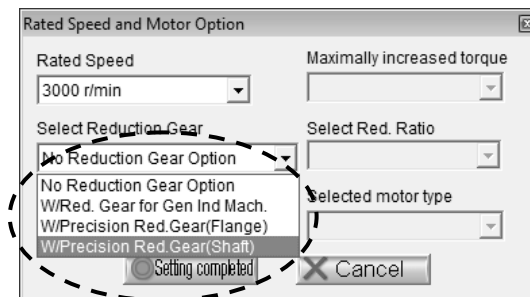 Rated Speed and Motor Option
Rated Speed
Maximally increased torque
3000 r/min
Select Reduction Gear
Select Red. Ratio
No Reduction Gear Option
No Reduction Gear Option
W/Red. Gear for Gen Ind Mach.
Selected motor type
W/Precision Red.Gear(Flange)
W/Precision Red.Gear(Shaft)
Setting completed
Cancel